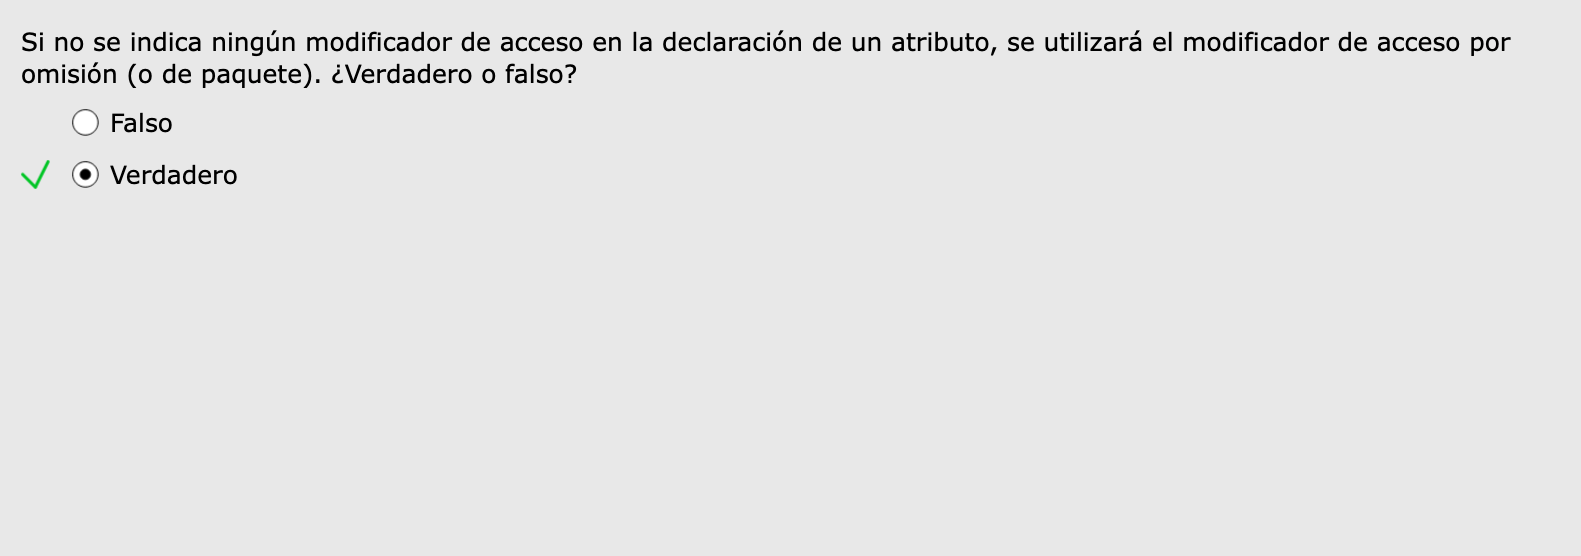 Si no se indica ningún modificador de acceso en la declaración de un atributo, se utilizará el modificador de acceso por
omisión (o de paquete). ¿Verdadero o falso?
Falso
Verdadero